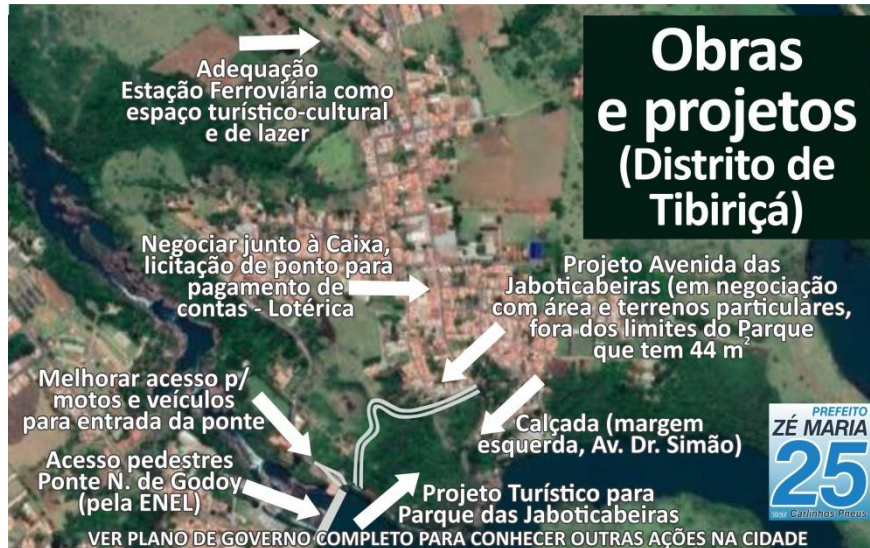 Obras
e projetos
(Distrito de
Tibiriçá)
Adequação
Estação Ferroviária como
espaço turístico-cultural
e de lazer
Negociar junto à Caixa,
licitação de ponto para
pagamento de
contas - Lotérica
Projeto Avenida das
Jaboticabeiras (em negociação
com área e terrenos particulares,
fora dos limites do Parque
que tem 44 m²
Melhorar acesso p/
motos e veículos
para entrada da ponte
Calçada (margem
esquerda, Av. Dr. Simão)
Acesso pedestres
Ponte N. de Godoy
(pela ENEL)
Projeto Turístico para
Parque das Jaboticabeiras
PREFEITO
ZÉ MARIA
25
VICE Carlinhos Pneus
VER PLANO DE GOVERNO COMPLETO PARA CONHECER OUTRAS AÇÕES NA CIDADE